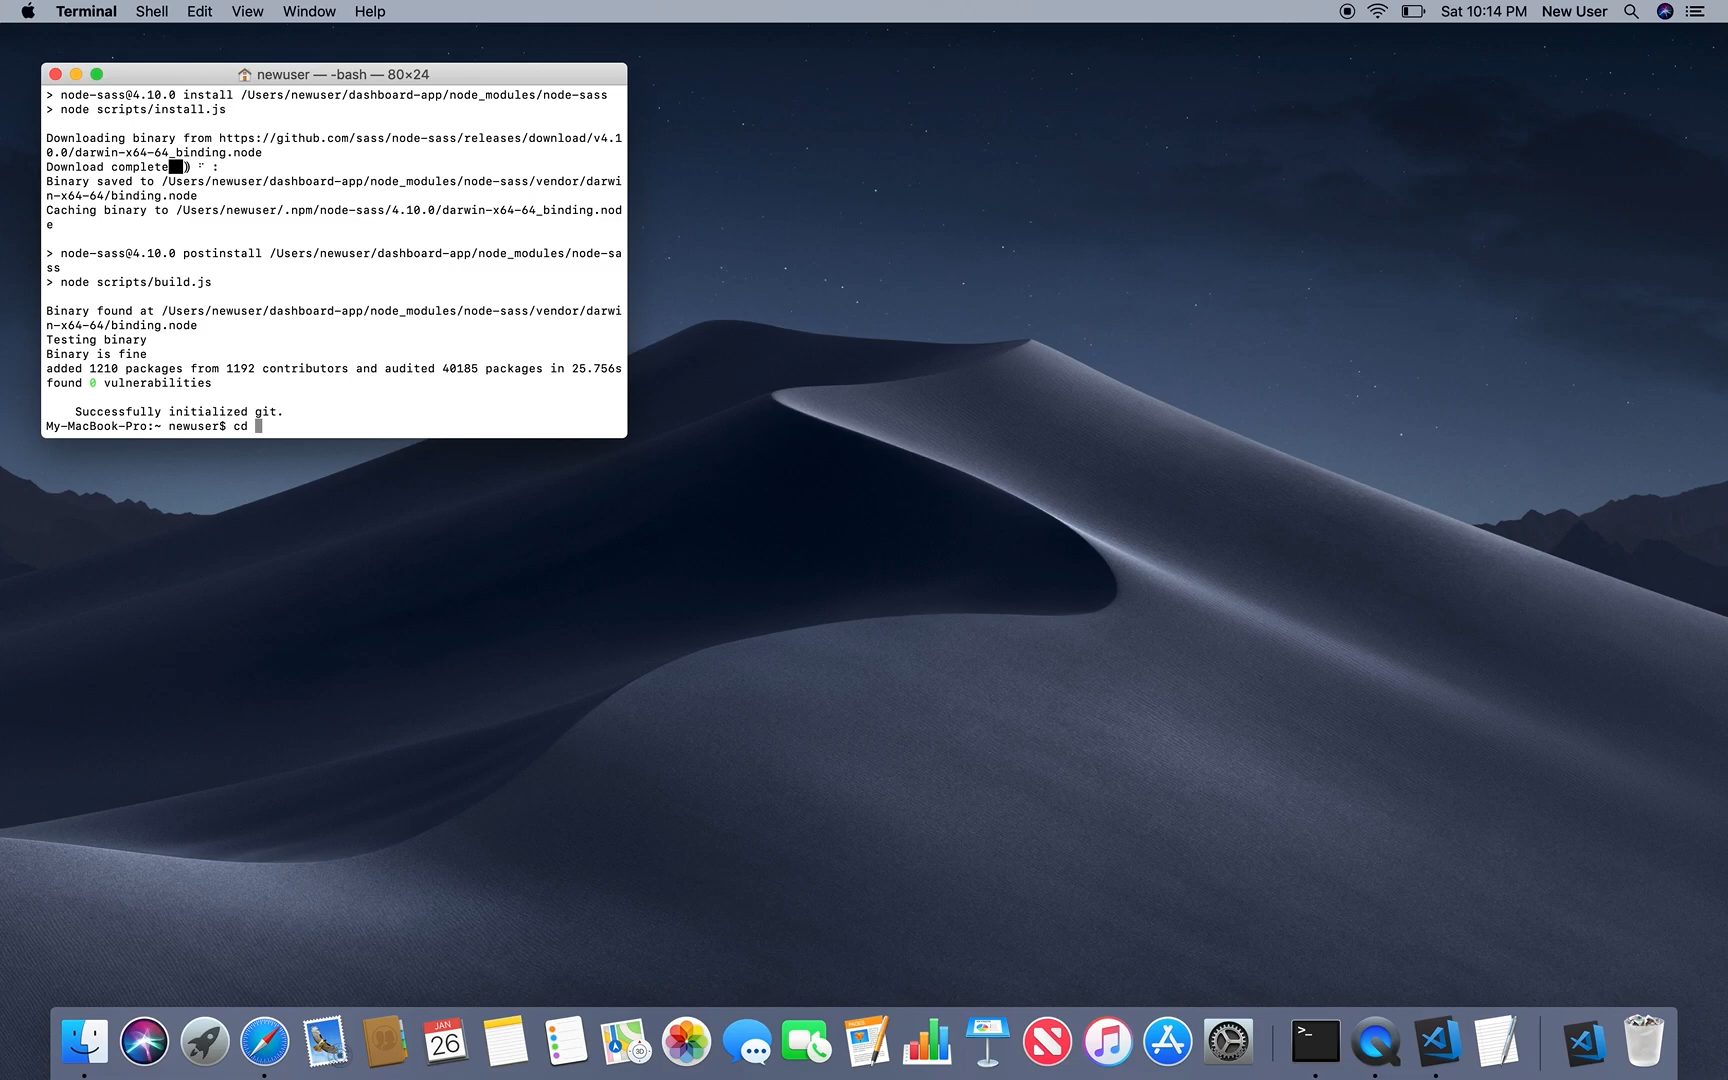 Terminal Shell Edit View Window Help Sat 10:14 PM New User
newuser — -bash — 80×24
> node-sass@4.10.0 install /Users/newuser/dashboard-app/node_modules/node-sass
> node scripts/install.js
Downloading binary from https://github.com/sass/node-sass/releases/download/v4.1
0.0/darwin-x64-64_binding.node
Download complete ) :
Binary saved to /Users/newuser/dashboard-app/node_modules/node-sass/vendor/darwi
n-x64-64/binding.node
Caching binary to /Users/newuser/.npm/node-sass/4.10.0/darwin-x64-64_binding.nod
e
> node-sass@4.10.0 postinstall /Users/newuser/dashboard-app/node_modules/node-sa
ss
> node scripts/build.js
Binary found at /Users/newuser/dashboard-app/node_modules/node-sass/vendor/darwi
n-x64-64/binding.node
Testing binary
Binary is fine
added 1210 packages from 1192 contributors and audited 40185 packages in 25.756s
found 0 vulnerabilities
Successfully initialized git.
My-MacBook-Pro:~ newuser$ cd
JAN
26
3D
PAGES
>_